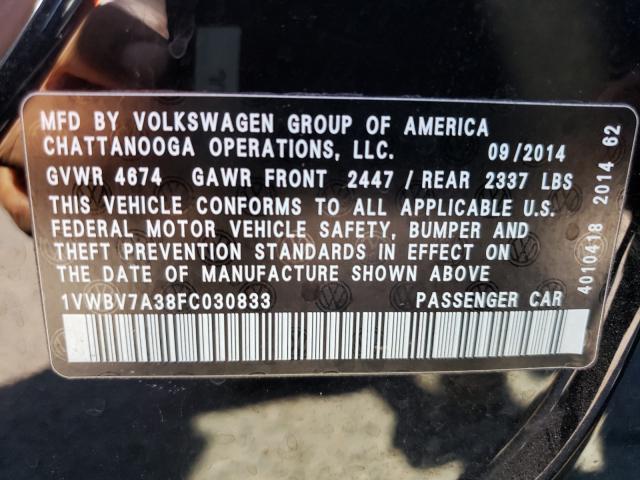 MFD BY VOLKSWAGEN GROUP OF AMERICA
CHATTANOOGA OPERATIONS, LLC. 09/2014
GVWR 4674 GAWR FRONT 2447 / REAR 2337 LBS
THIS VEHICLE CONFORMS TO ALL APPLICABLE U.S.
FEDERAL MOTOR VEHICLE SAFETY, BUMPER AND
THEFT PREVENTION STANDARDS IN EFFECT ON
THE DATE OF MANUFACTURE SHOWN ABOVE
1VWBV7A38FC030833 PASSENGER CAR
4010418 2014 62